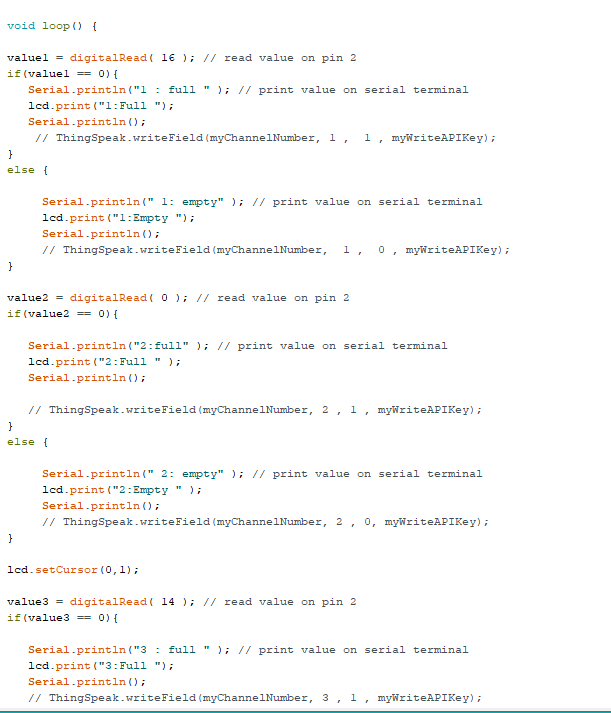 void loop() {
value1 = digitalRead( 16 ); // read value on pin 2
if(value1 == 0){
Serial.println("1 : full " ); // print value on serial terminal
lcd.print("1:Full ");
Serial.println();
// ThingSpeak.writeField(myChannelNumber, 1 , 1 , myWriteAPIKey);
}
else {
Serial.println(" 1: empty" ); // print value on serial terminal
lcd.print("1:Empty ");
Serial.println();
// ThingSpeak.writeField(myChannelNumber, 1 , 0 , myWriteAPIKey);
}
value2 = digitalRead( 0 ); // read value on pin 2
if(value2 == 0){
Serial.println("2:full" ); // print value on serial terminal
lcd.print("2:Full " );
Serial.println();
// ThingSpeak.writeField(myChannelNumber, 2 , 1 , myWriteAPIKey);
}
else {
Serial.println(" 2: empty" ); // print value on serial terminal
lcd.print("2:Empty " );
Serial.println();
// ThingSpeak.writeField(myChannelNumber, 2 , 0, myWriteAPIKey);
}
lcd.setCursor(0,1);
value3 = digitalRead( 14 ); // read value on pin 2
if(value3 == 0){
Serial.println("3 : full " ); // print value on serial terminal
lcd.print("3:Full ");
Serial.println();
// ThingSpeak.writeField(myChannelNumber, 3 , 1 , myWriteAPIKey);